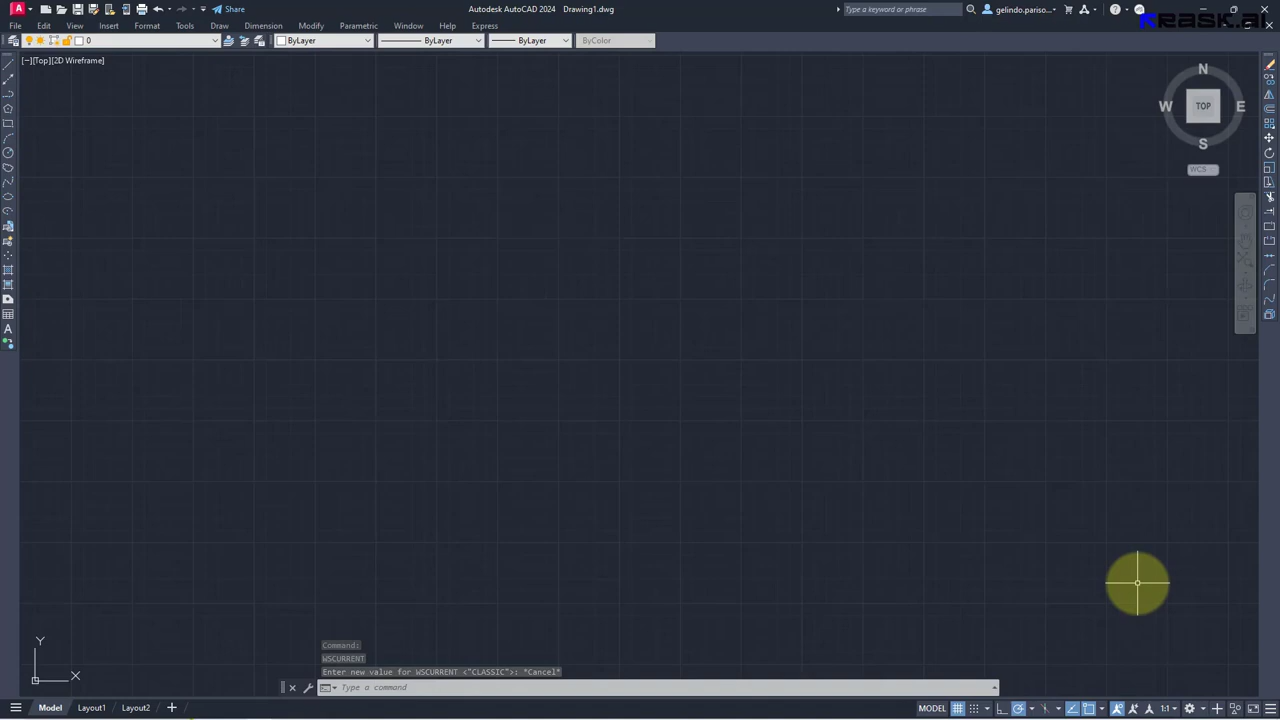 Share
Autodesk AutoCAD 2024 Drawing1.dwg
Type a keyword or phrase
gelindo.pariso...
rask.ai
File Edit View Insert Format Tools Draw Dimension Modify Parametric Window Help Express
0 ByLayer ByLayer ByLayer ByColor
[−][Top][2D Wireframe]
N
W TOP E
S
WCS
A
Y
X
Command:
WSCURRENT
Enter new value for WSCURRENT <"CLASSIC">: *Cancel*
Type a command
Model Layout1 Layout2 + MODEL 1:1